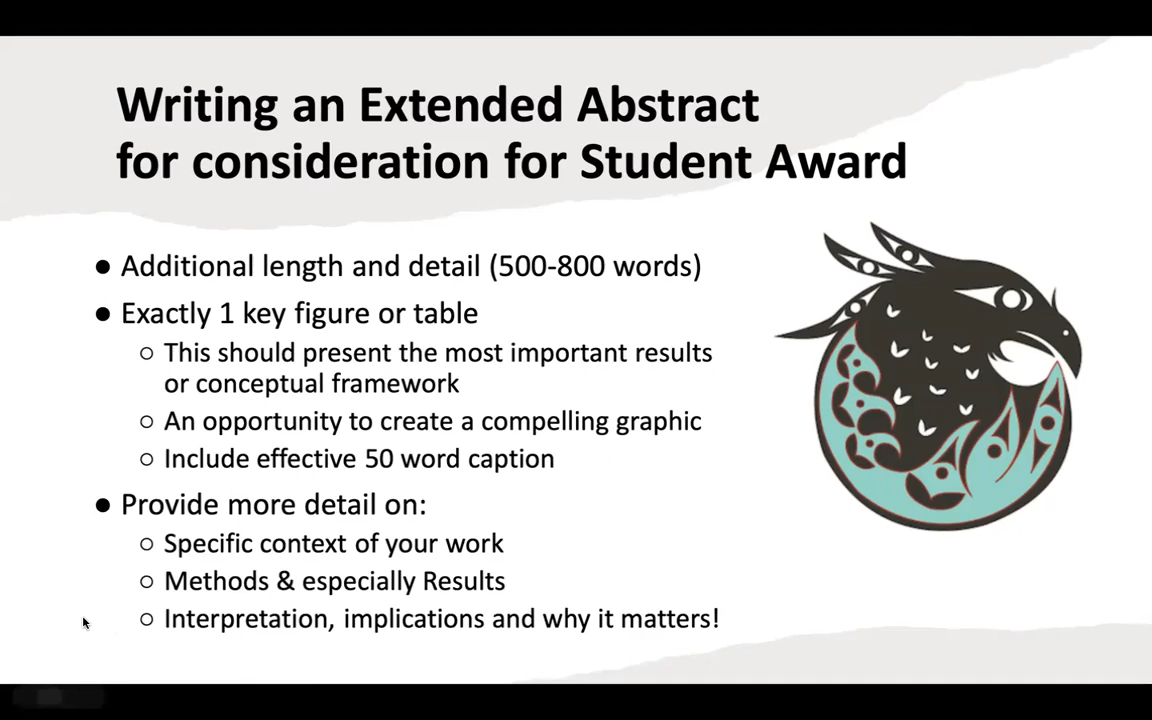 Writing an Extended Abstract
for consideration for Student Award
● Additional length and detail (500-800 words)
● Exactly 1 key figure or table
○ This should present the most important results
or conceptual framework
○ An opportunity to create a compelling graphic
○ Include effective 50 word caption
● Provide more detail on:
○ Specific context of your work
○ Methods & especially Results
○ Interpretation, implications and why it matters!